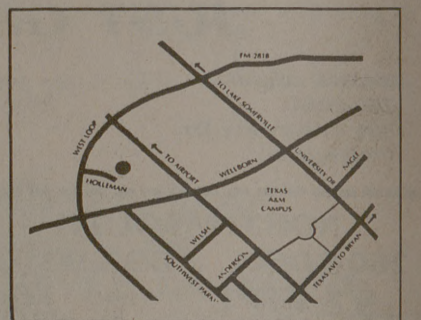 FM 2818
TO LAKE SOMERVILLE
WEST LOOP
TO AIRPORT
WELLBORN
UNIVERSITY DR
NAGLE
HOLLEMAN
TEXAS
A&M
CAMPUS
WELSH
ANDERSON
SOUTHWEST PARKWAY
TEXAS AVE TO BRYAN